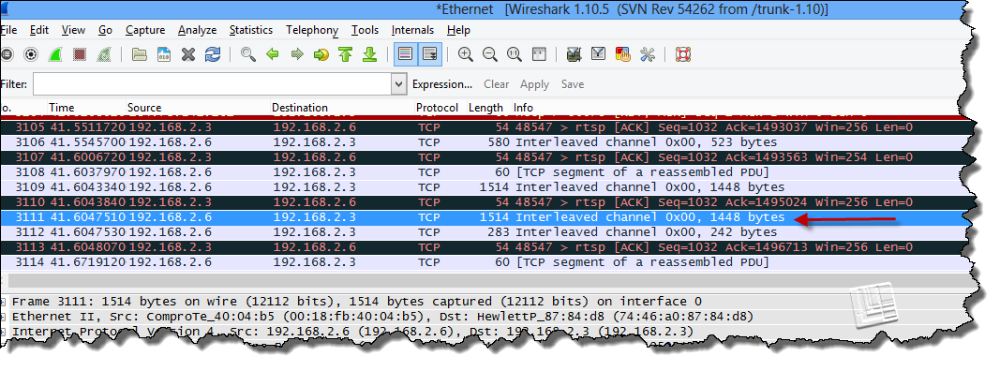 *Ethernet [Wireshark 1.10.5 (SVN Rev 54262 from /trunk-1.10)]
File Edit View Go Capture Analyze Statistics Telephony Tools Internals Help
Filter: Expression... Clear Apply Save
o. Time Source Destination Protocol Length Info
3105 41.5511720 192.168.2.3 192.168.2.6 TCP 54 48547 > rtsp [ACK] Seq=1032 Ack=1493037 Win=256 Len=0
3106 41.5545700 192.168.2.6 192.168.2.3 TCP 580 Interleaved channel 0x00, 523 bytes
3107 41.6006720 192.168.2.3 192.168.2.6 TCP 54 48547 > rtsp [ACK] Seq=1032 Ack=1493563 Win=254 Len=0
3108 41.6037970 192.168.2.6 192.168.2.3 TCP 60 [TCP segment of a reassembled PDU]
3109 41.6043340 192.168.2.6 192.168.2.3 TCP 1514 Interleaved channel 0x00, 1448 bytes
3110 41.6043840 192.168.2.3 192.168.2.6 TCP 54 48547 > rtsp [ACK] Seq=1032 Ack=1495024 Win=256 Len=0
3111 41.6047510 192.168.2.6 192.168.2.3 TCP 1514 Interleaved channel 0x00, 1448 bytes
3112 41.6047530 192.168.2.6 192.168.2.3 TCP 283 Interleaved channel 0x00, 242 bytes
3113 41.6048070 192.168.2.3 192.168.2.6 TCP 54 48547 > rtsp [ACK] Seq=1032 Ack=1496713 Win=256 Len=0
3114 41.6719120 192.168.2.6 192.168.2.3 TCP 60 [TCP segment of a reassembled PDU]
Frame 3111: 1514 bytes on wire (12112 bits), 1514 bytes captured (12112 bits) on interface 0
Ethernet II, Src: ComproTe_40:04:b5 (00:18:fb:40:04:b5), Dst: HewlettP_87:84:d8 (74:46:a0:87:84:d8)
Internet Protocol Version 4, Src: 192.168.2.6 (192.168.2.6), Dst: 192.168.2.3 (192.168.2.3)